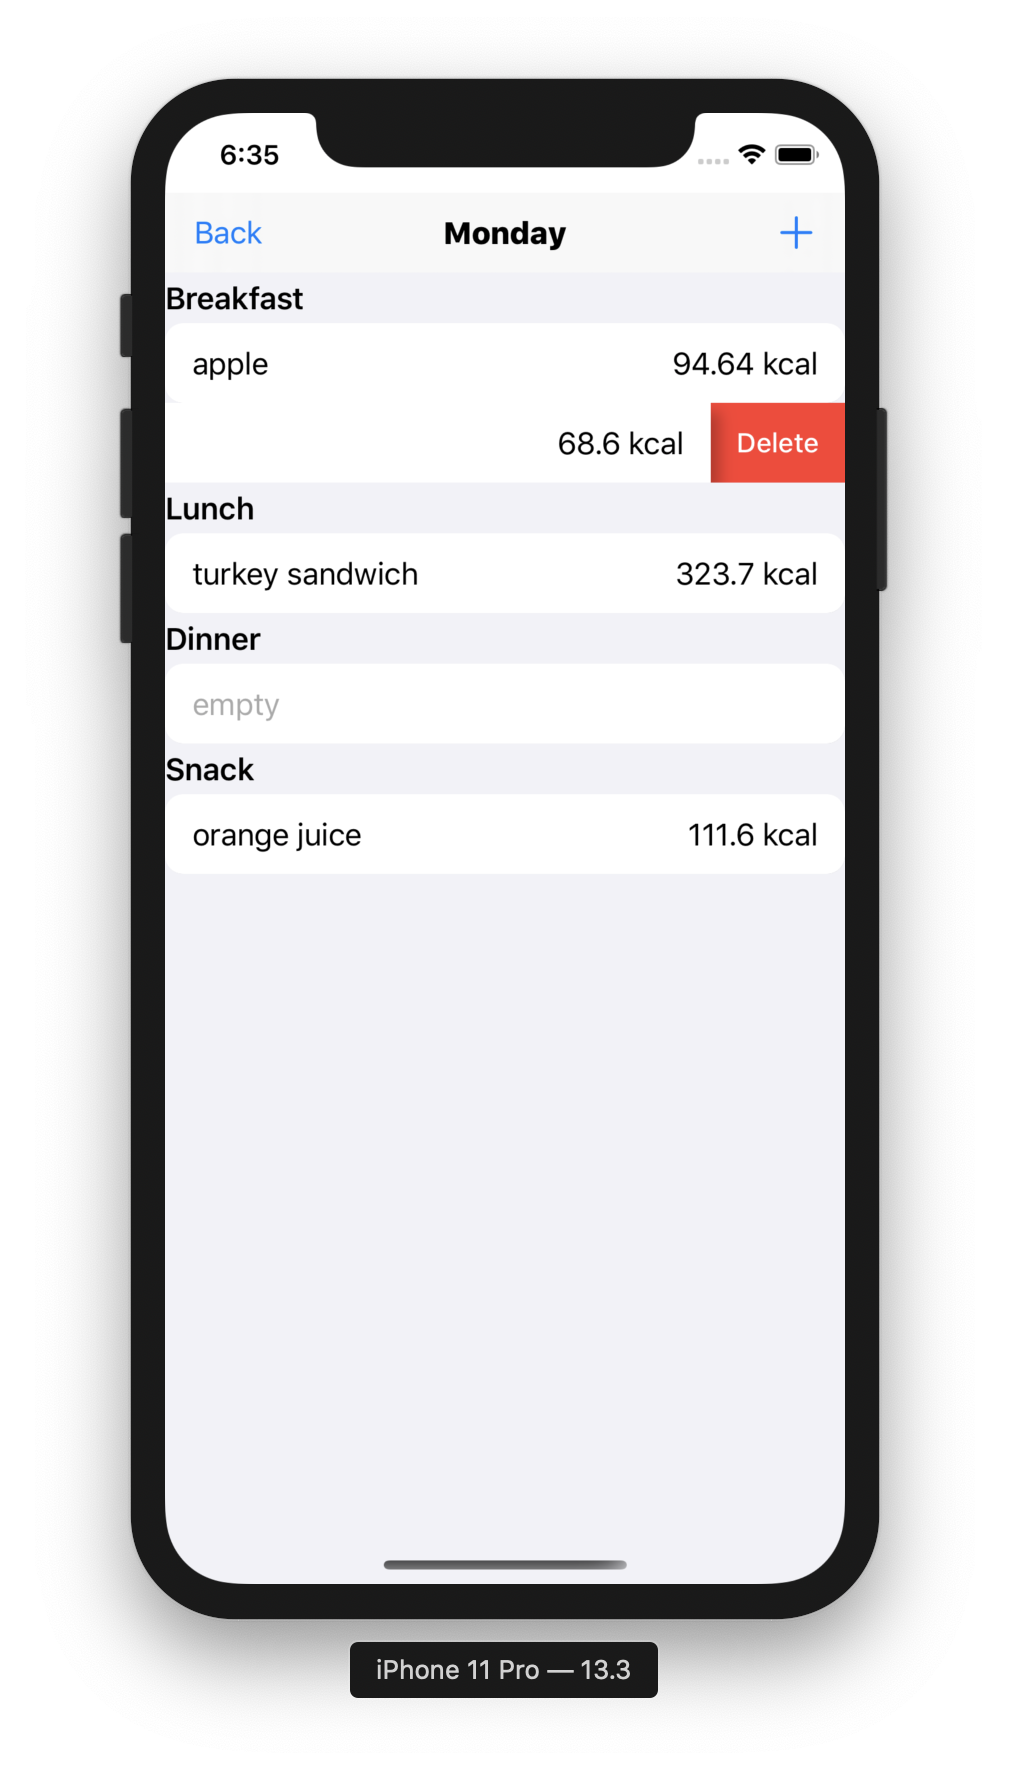 6:35
Back Monday
Breakfast
apple 94.64 kcal
68.6 kcal Delete
Lunch
turkey sandwich 323.7 kcal
Dinner
empty
Snack
orange juice 111.6 kcal
iPhone 11 Pro — 13.3